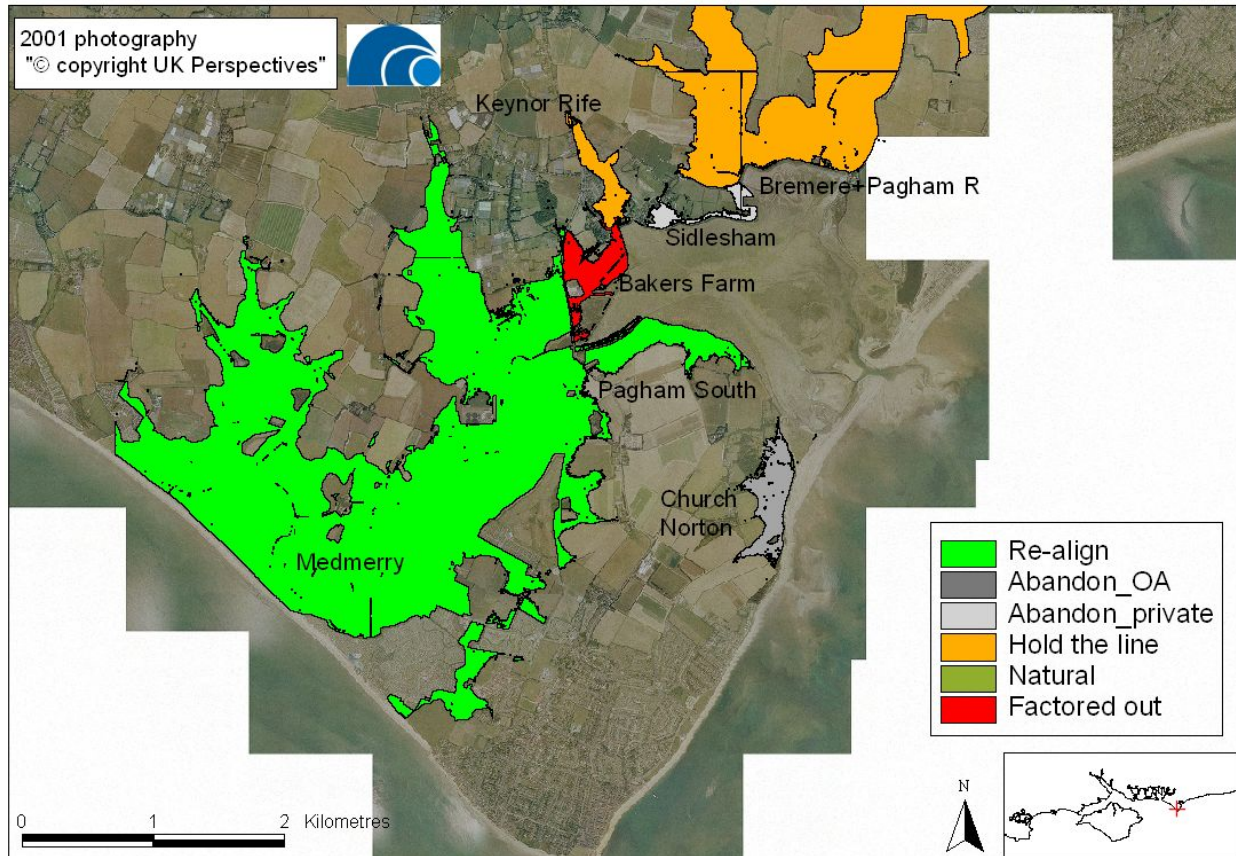 2001 photography
"© copyright UK Perspectives"
Keynor Rife
Bremere+Pagham R
Sidlesham
Bakers Farm
Pagham South
Church
Norton
Medmerry
Re-align
Abandon_OA
Abandon_private
Hold the line
Natural
Factored out
N
0 1 2 Kilometres